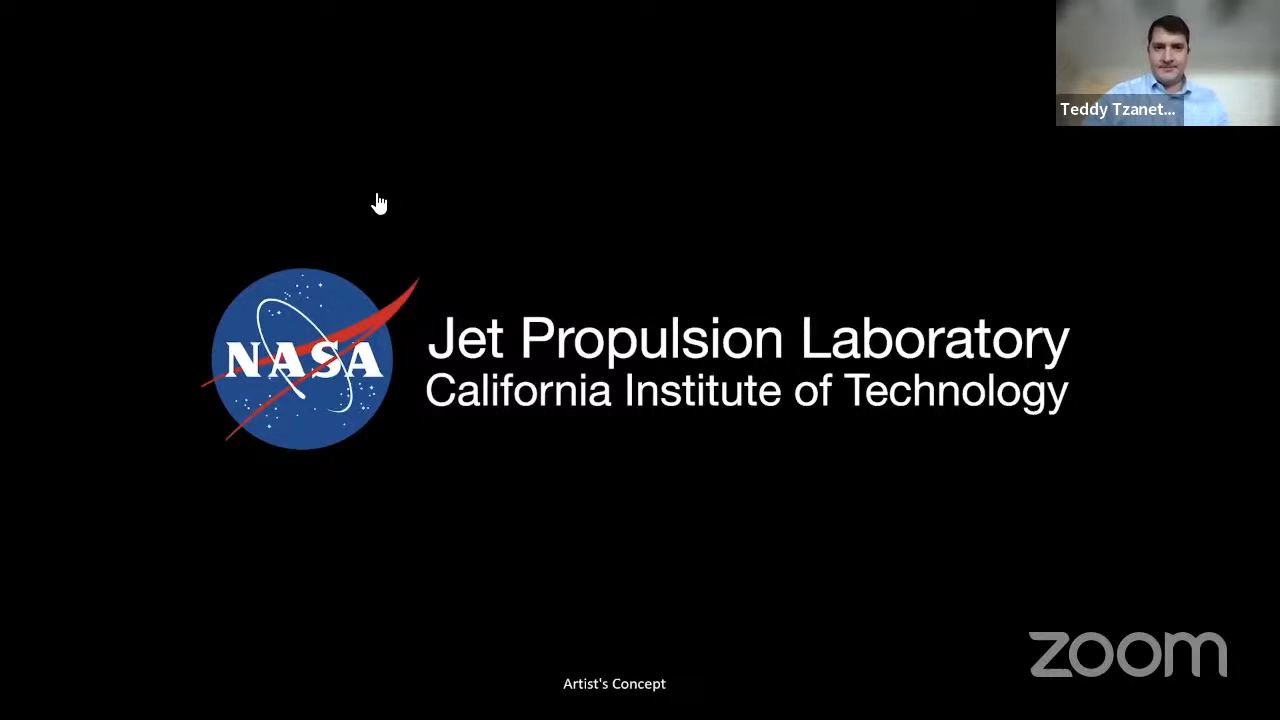 Teddy Tzanet...
NASA
Jet Propulsion Laboratory
California Institute of Technology
zoom
Artist's Concept